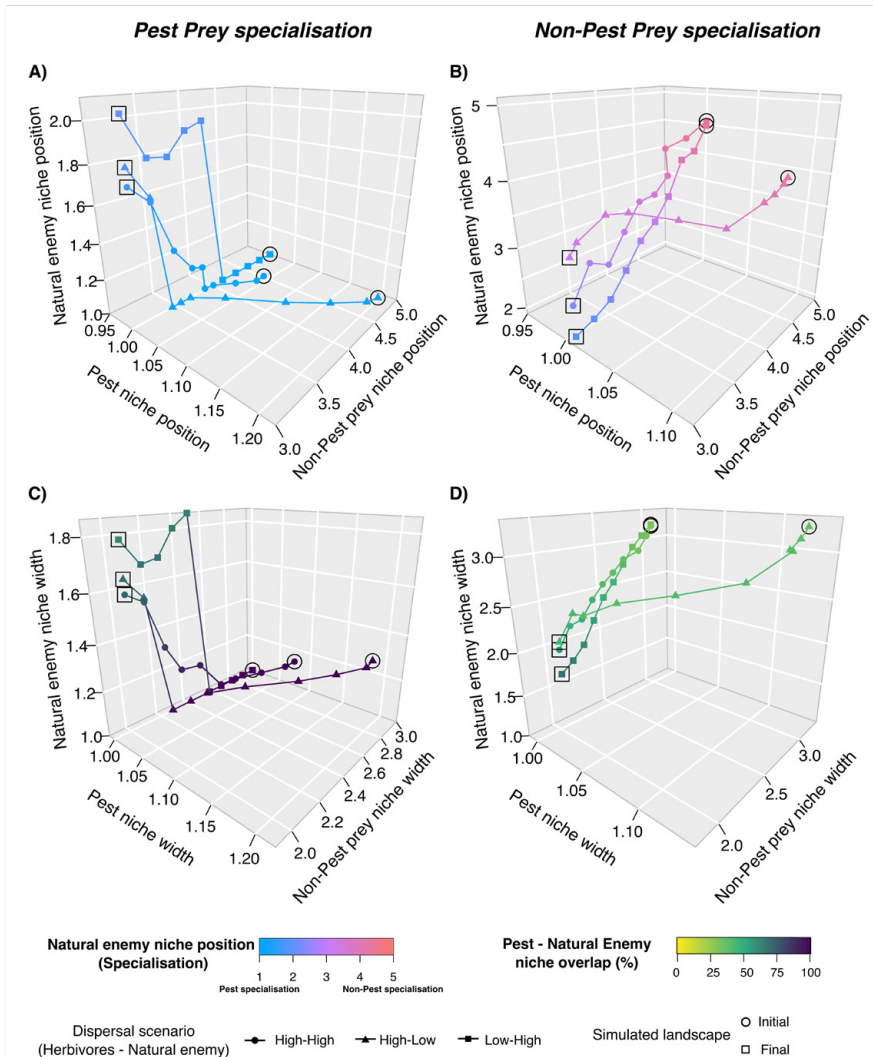 Pest Prey specialisation
Non-Pest Prey specialisation
A)
Natural enemy niche position
2.0
1.8
1.6
1.4
1.2
1.0
0.95
1.00
1.05
1.10
1.15
1.20
Pest niche position
3.0
3.5
4.0
4.5
5.0
Non-Pest prey niche position
B)
Natural enemy niche position
5
4
3
2
0.95
1.00
1.05
1.10
Pest niche position
3.0
3.5
4.0
4.5
5.0
Non-Pest prey niche position
C)
Natural enemy niche width
1.8
1.6
1.4
1.2
1.0
1.00
1.05
1.10
1.15
1.20
Pest niche width
2.0
2.2
2.4
2.6
2.8
3.0
Non-Pest prey niche width
D)
Natural enemy niche width
3.0
2.5
2.0
1.5
1.0
1.00
1.05
1.10
Pest niche width
2.0
2.5
3.0
Non-Pest prey niche width
Natural enemy niche position
(Specialisation)
1 2 3 4 5
Pest specialisation Non-Pest specialisation
Pest - Natural Enemy
niche overlap (%)
0 25 50 75 100
Dispersal scenario
(Herbivores - Natural enemy)
High-High High-Low Low-High
Simulated landscape
Initial
Final